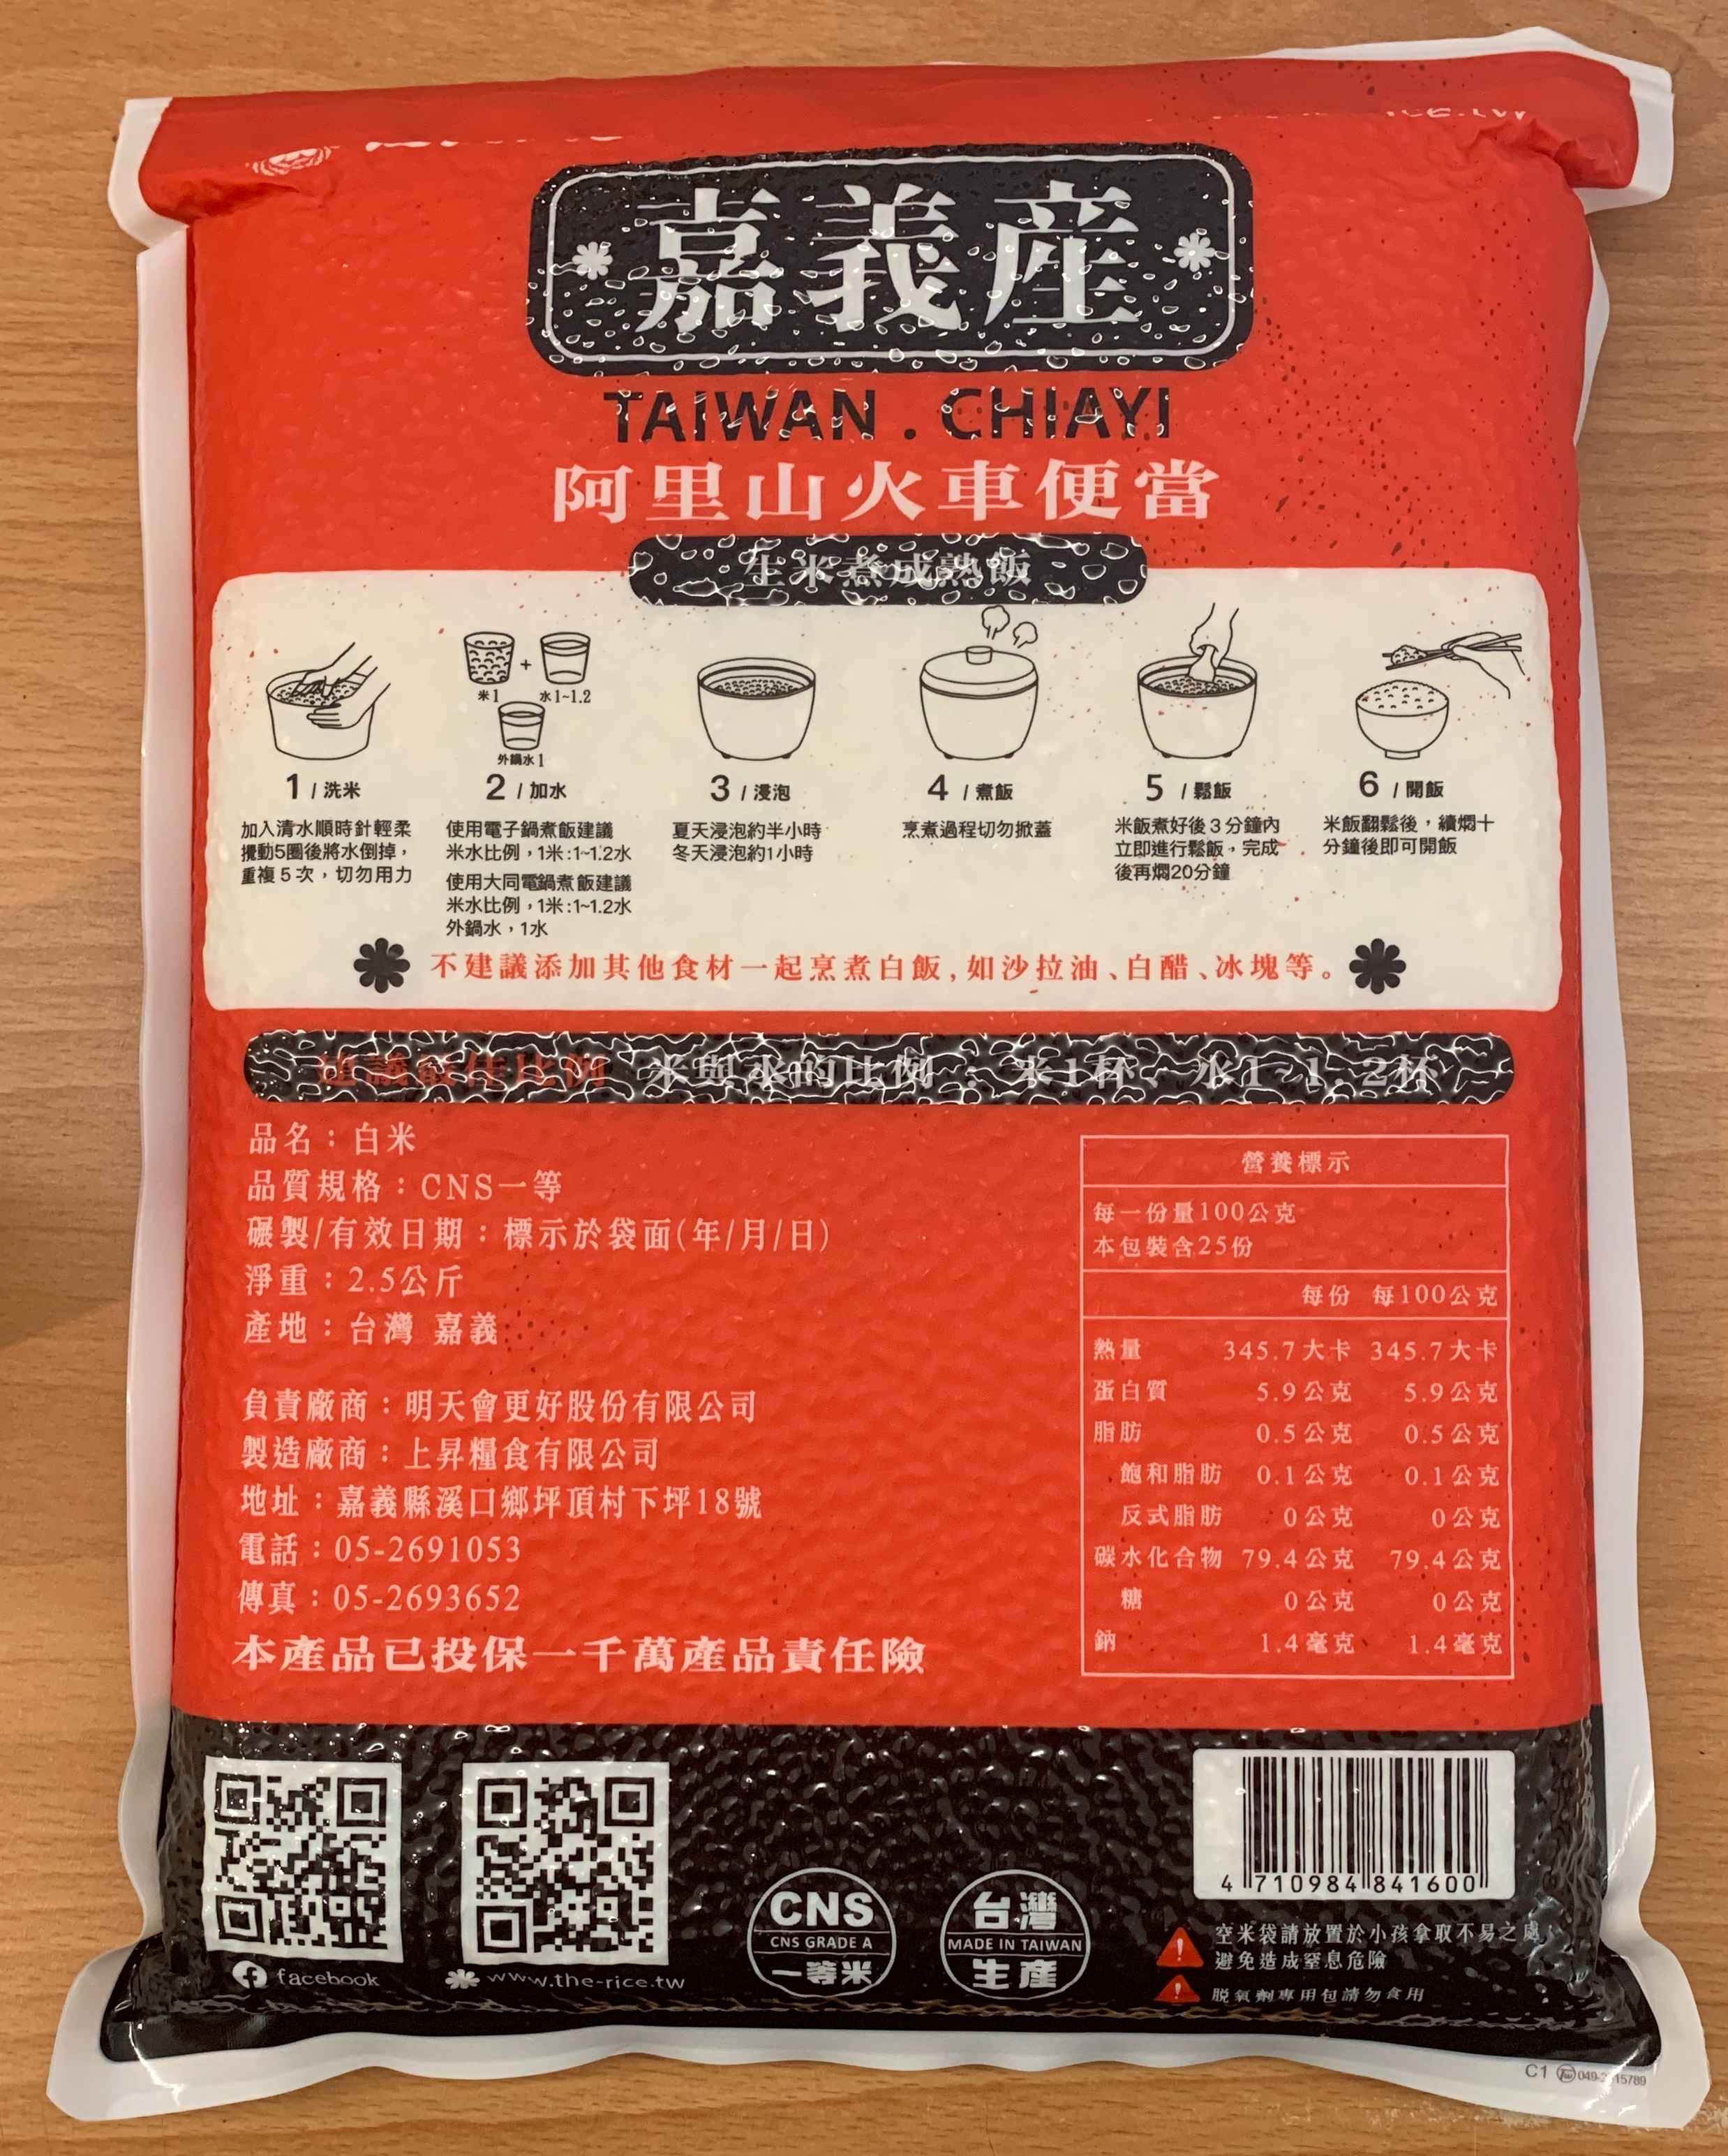 嘉義産
TAIWAN . CHIAYI
阿里山火車便當
生米煮成熟飯
米1 + 水1~1.2
外鍋水1
1 / 洗米
加入清水順時針輕柔
攪動5圈後將水倒掉，
重複5次，切勿用力
2 / 加水
使用電子鍋煮飯建議
米水比例，1米:1~1.2水
使用大同電鍋煮飯建議
米水比例，1米:1~1.2水
外鍋水，1水
3 / 浸泡
夏天浸泡約半小時
冬天浸泡約1小時
4 / 煮飯
烹煮過程切勿掀蓋
5 / 鬆飯
米飯煮好後3分鐘內
立即進行鬆飯，完成
後再燜20分鐘
6 / 開飯
米飯翻鬆後，續燜十
分鐘後即可開飯
不建議添加其他食材一起烹煮白飯,如沙拉油、白醋、冰塊等。
建議最佳比例 米與水的比例：米1杯、水1~1.2杯
品名：白米
品質規格：CNS一等
碾製/有效日期：標示於袋面(年/月/日)
淨重：2.5公斤
產地：台灣 嘉義
負責廠商：明天會更好股份有限公司
製造廠商：上昇糧食有限公司
地址：嘉義縣溪口鄉坪頂村下坪18號
電話：05-2691053
傳真：05-2693652
本產品已投保一千萬產品責任險
營養標示
每一份量100公克
本包裝含25份
每份 每100公克
熱量 345.7大卡 345.7大卡
蛋白質 5.9公克 5.9公克
脂肪 0.5公克 0.5公克
飽和脂肪 0.1公克 0.1公克
反式脂肪 0公克 0公克
碳水化合物 79.4公克 79.4公克
糖 0公克 0公克
鈉 1.4毫克 1.4毫克
facebook
www.the-rice.tw
CNS
CNS GRADE A
一等米
台灣
MADE IN TAIWAN
生產
4 710984 841600
空米袋請放置於小孩拿取不易之處
避免造成窒息危險
脫氧劑專用包請勿食用
C1